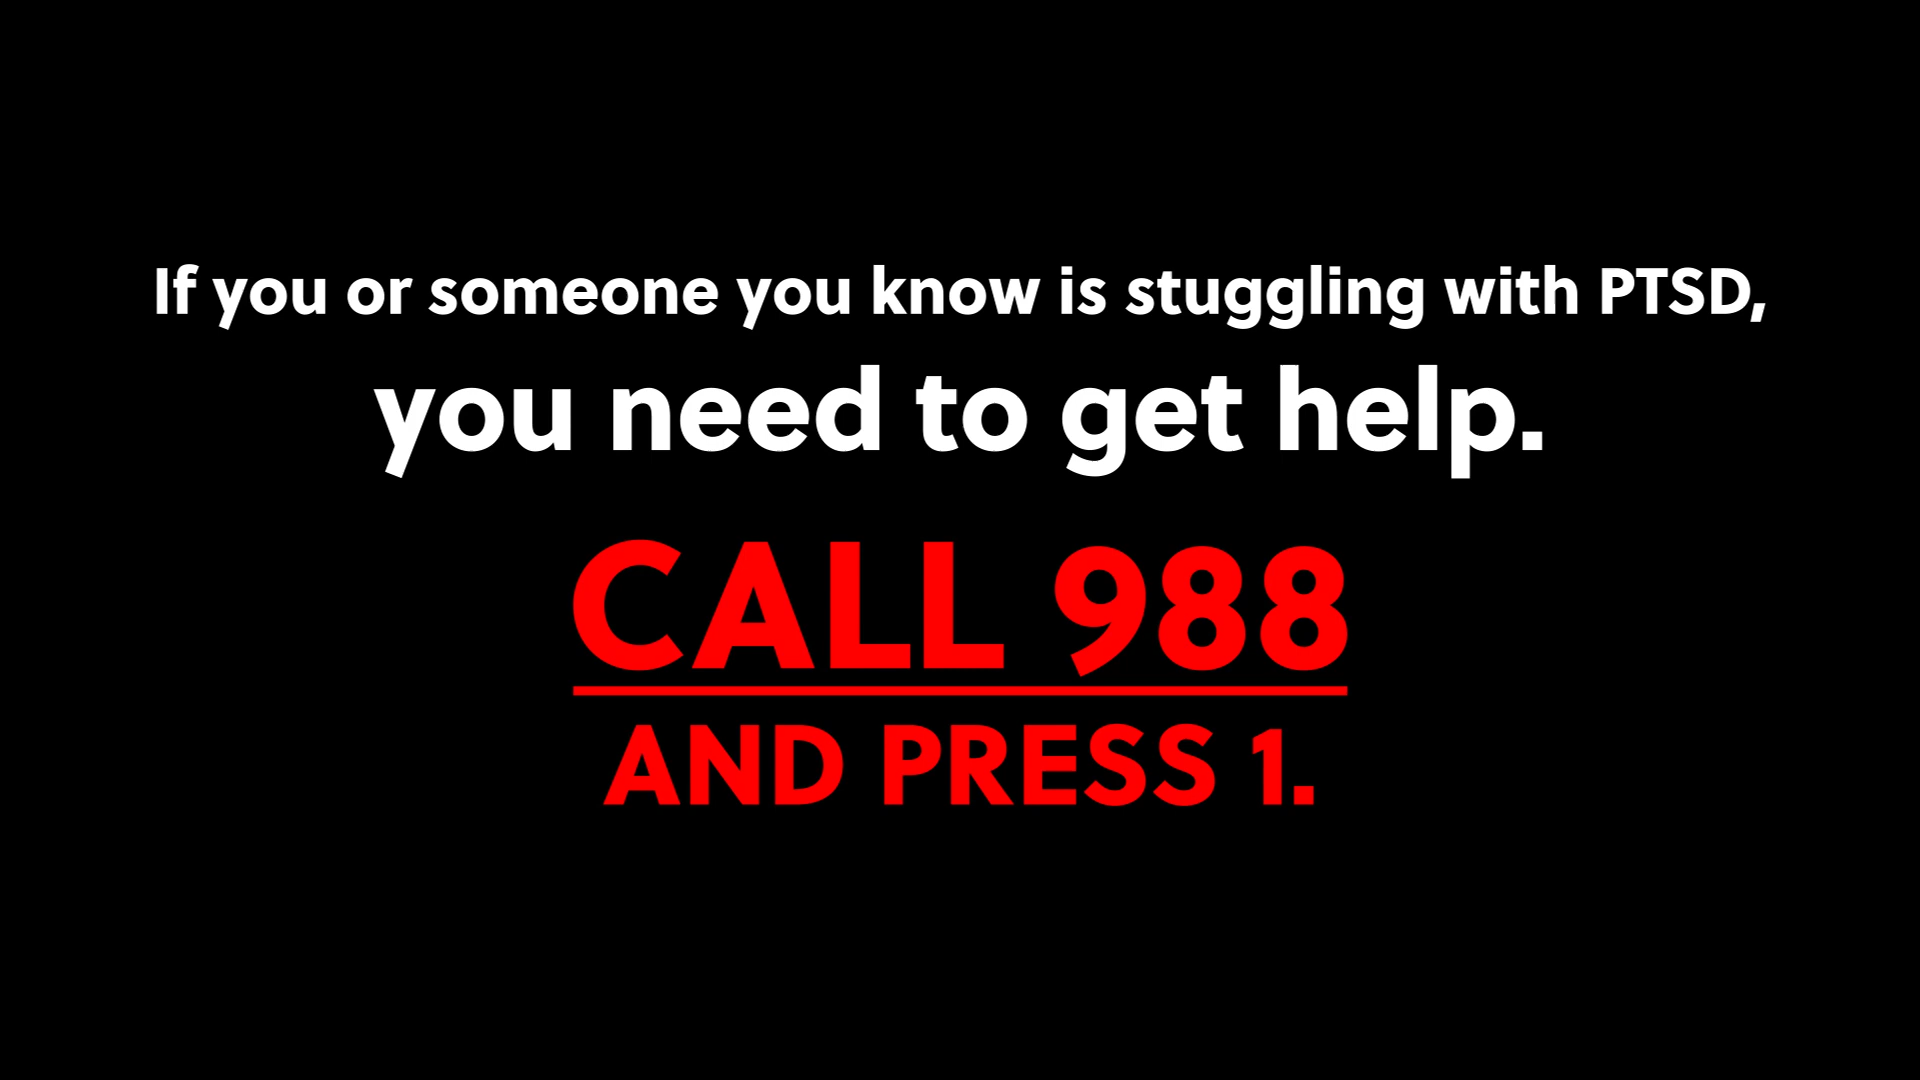 If you or someone you know is stuggling with PTSD,
you need to get help.
CALL 988
AND PRESS 1.